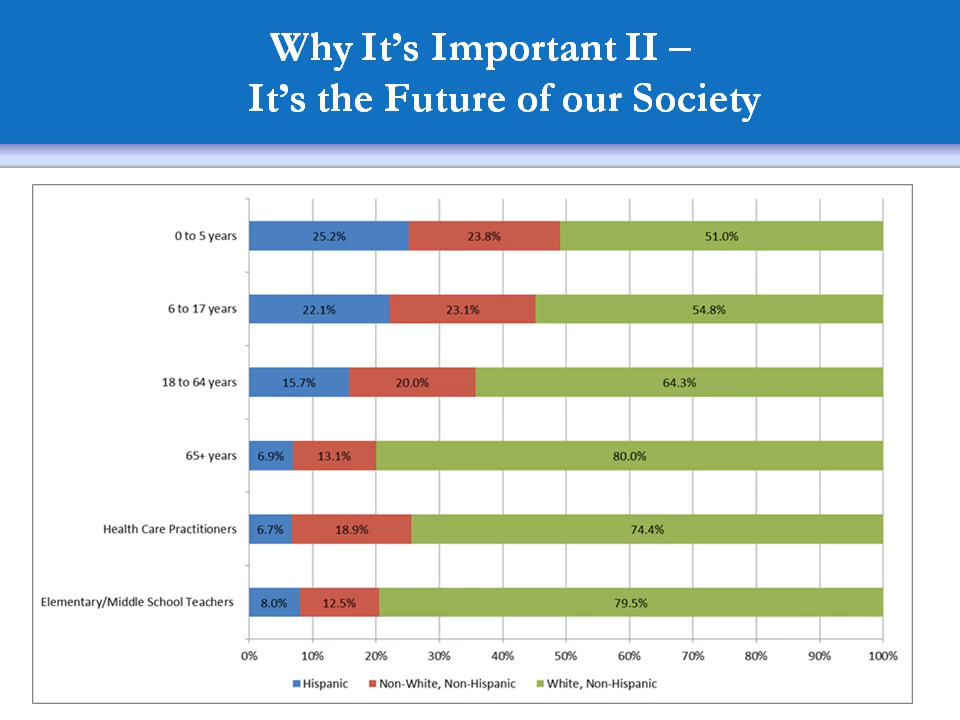 Why It's Important II –
It's the Future of our Society
0 to 5 years 25.2% 23.8% 51.0%
6 to 17 years 22.1% 23.1% 54.8%
18 to 64 years 15.7% 20.0% 64.3%
65+ years 6.9% 13.1% 80.0%
Health Care Practitioners 6.7% 18.9% 74.4%
Elementary/Middle School Teachers 8.0% 12.5% 79.5%
0% 10% 20% 30% 40% 50% 60% 70% 80% 90% 100%
Hispanic Non-White, Non-Hispanic White, Non-Hispanic